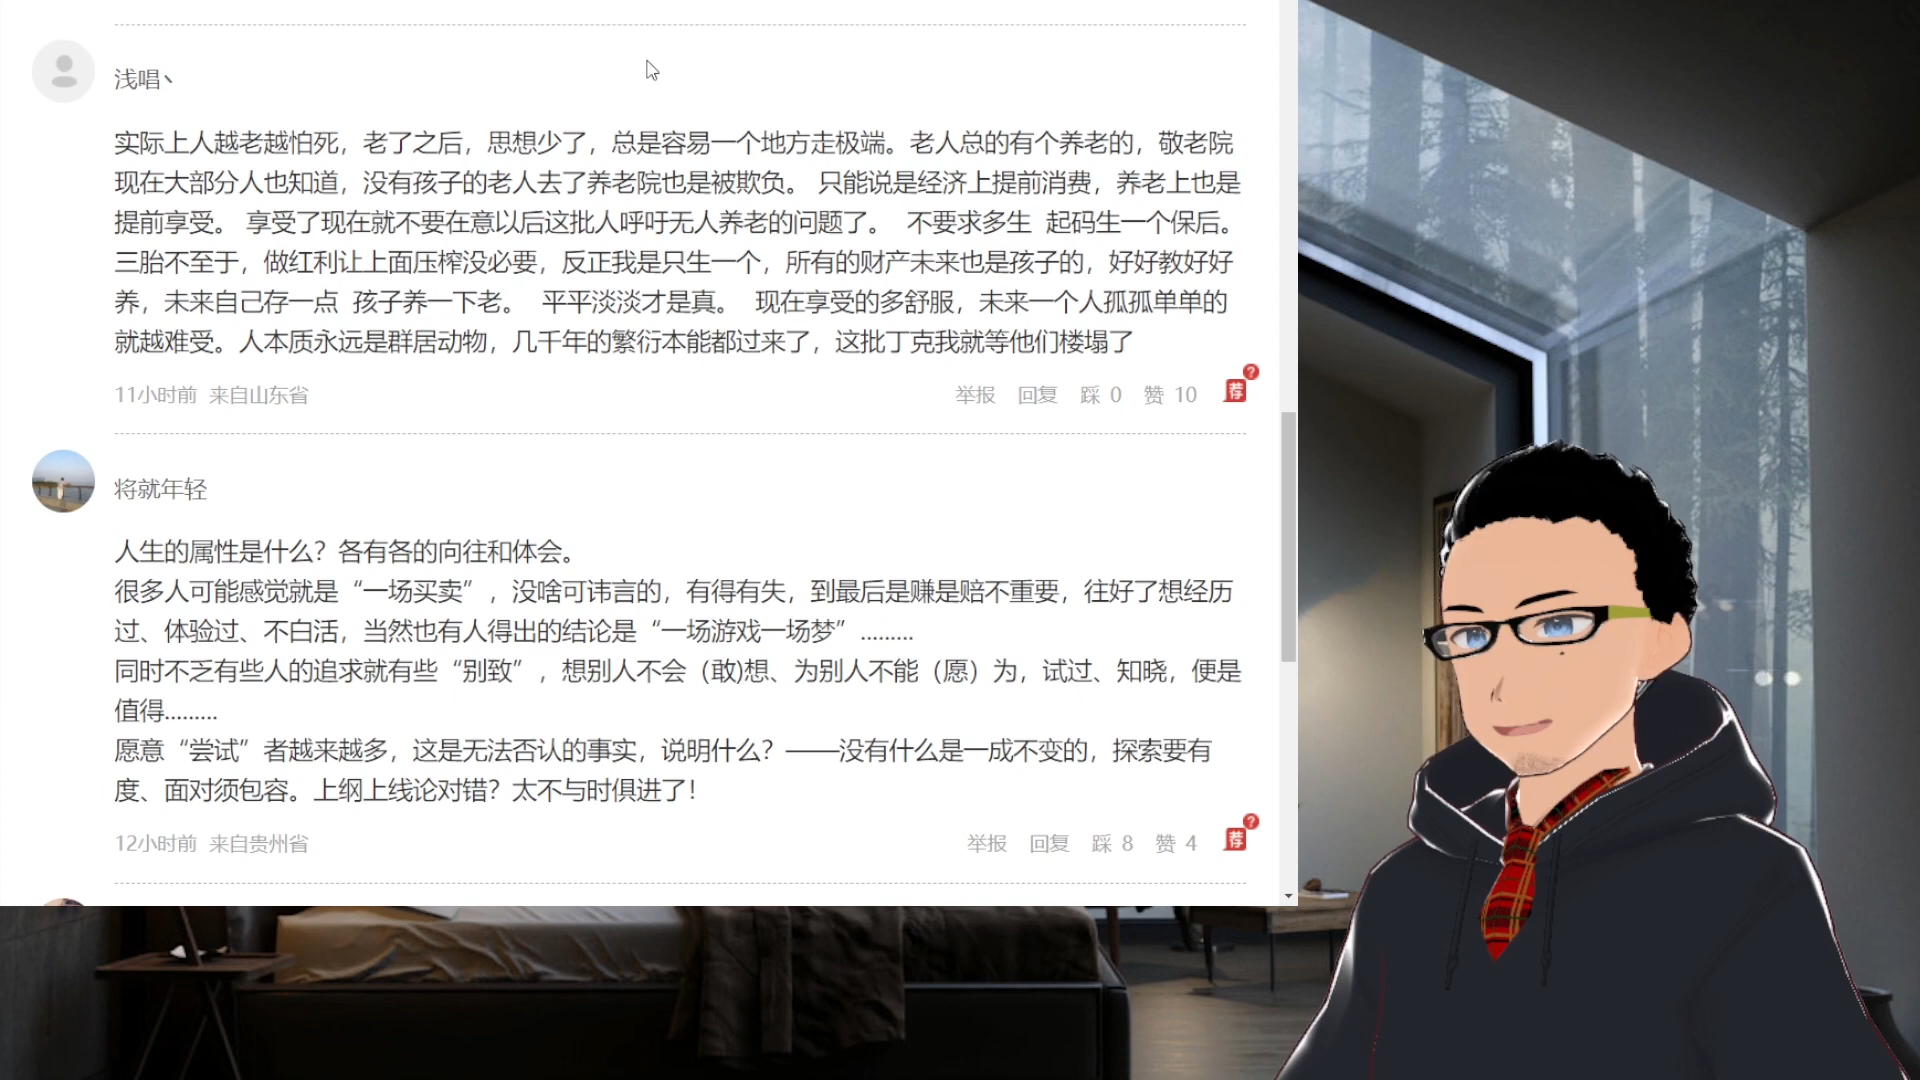 浅唱丶
实际上人越老越怕死，老了之后，思想少了，总是容易一个地方走极端。老人总的有个养老的，敬老院
现在大部分人也知道，没有孩子的老人去了养老院也是被欺负。 只能说是经济上提前消费，养老上也是
提前享受。 享受了现在就不要在意以后这批人呼吁无人养老的问题了。 不要求多生 起码生一个保后。
三胎不至于，做红利让上面压榨没必要，反正我是只生一个，所有的财产未来也是孩子的，好好教好好
养，未来自己存一点 孩子养一下老。 平平淡淡才是真。 现在享受的多舒服，未来一个人孤孤单单的
就越难受。人本质永远是群居动物，几千年的繁衍本能都过来了，这批丁克我就等他们楼塌了
11小时前 来自山东省 举报 回复 踩 0 赞 10 荐 ?
将就年轻
人生的属性是什么？各有各的向往和体会。
很多人可能感觉就是“一场买卖”，没啥可讳言的，有得有失，到最后是赚是赔不重要，往好了想经历
过、体验过、不白活，当然也有人得出的结论是“一场游戏一场梦”.........
同时不乏有些人的追求就有些“别致”，想别人不会（敢)想、为别人不能（愿）为，试过、知晓，便是
值得.........
愿意“尝试”者越来越多，这是无法否认的事实，说明什么？——没有什么是一成不变的，探索要有
度、面对须包容。上纲上线论对错？太不与时俱进了！
12小时前 来自贵州省 举报 回复 踩 8 赞 4 荐 ?